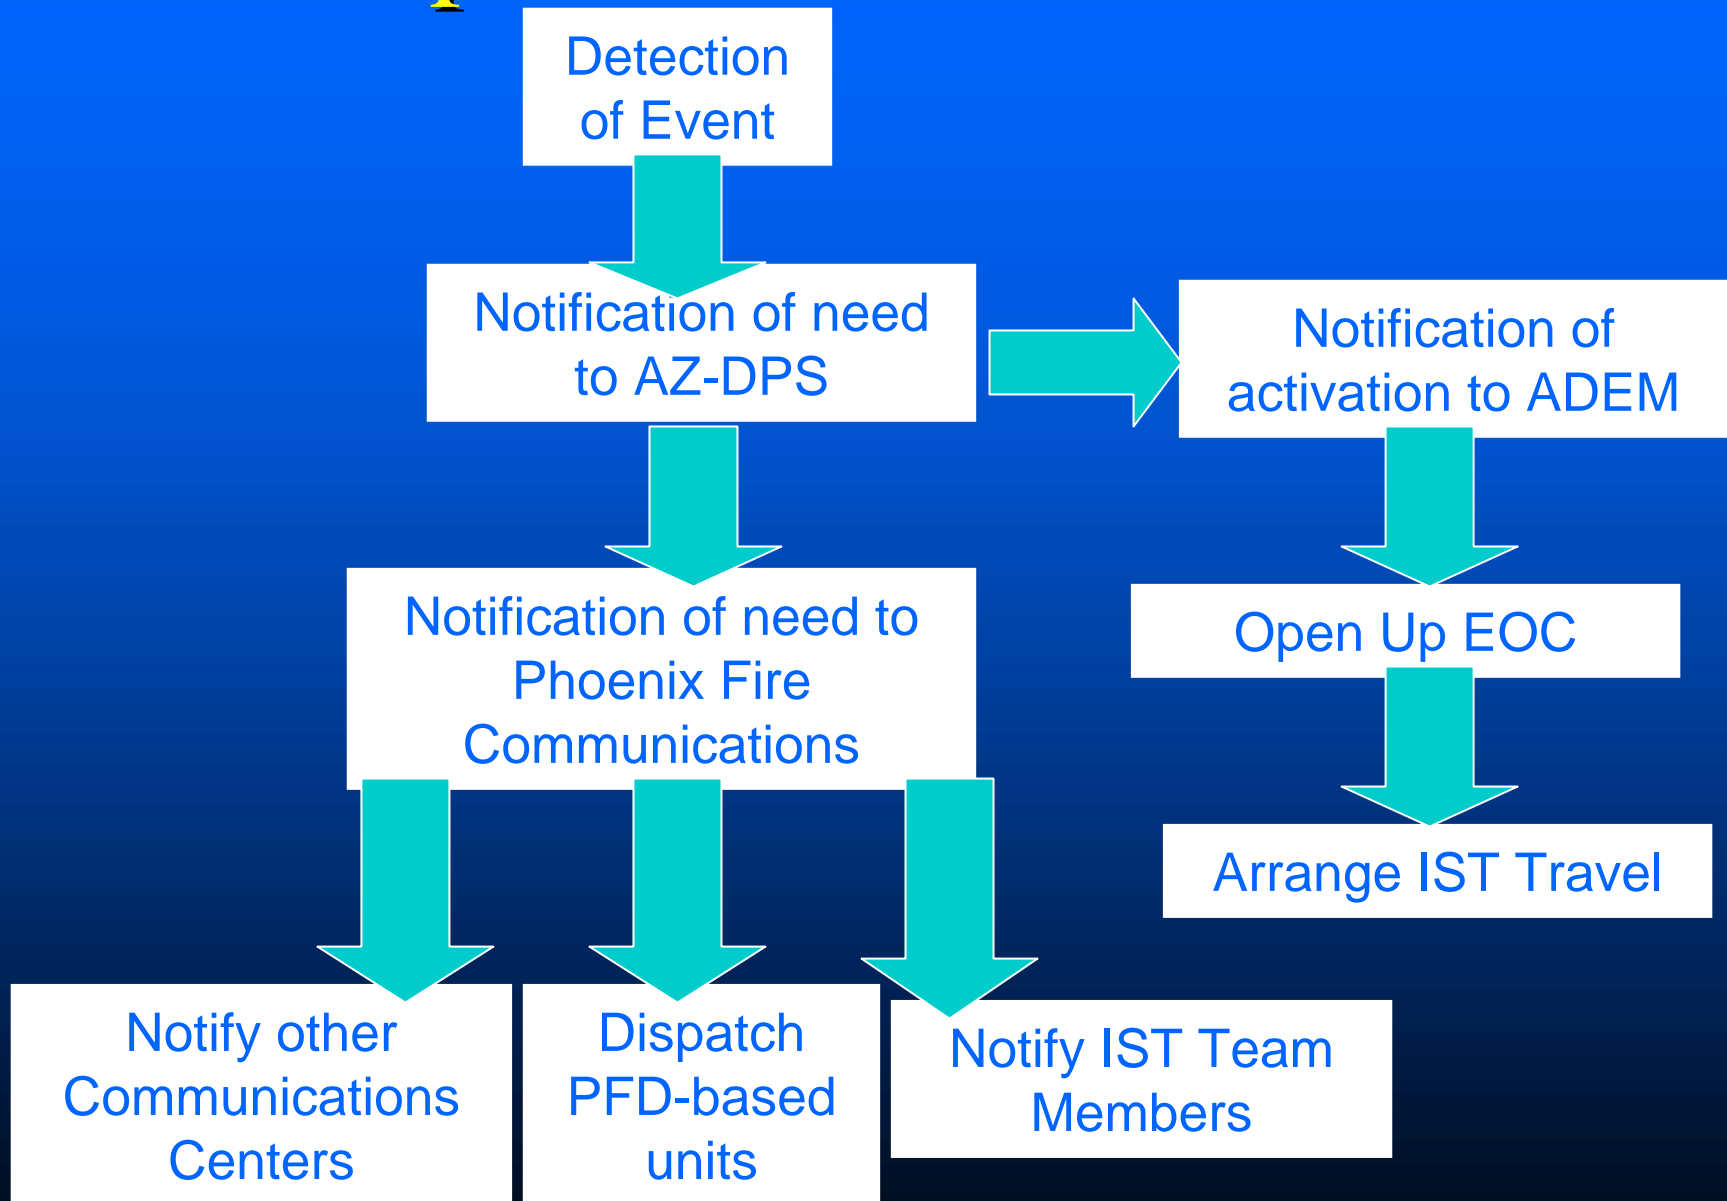 Detection
of Event
Notification of need
to AZ-DPS
Notification of
activation to ADEM
Notification of need to
Phoenix Fire
Communications
Open Up EOC
Arrange IST Travel
Notify other
Communications
Centers
Dispatch
PFD-based
units
Notify IST Team
Members